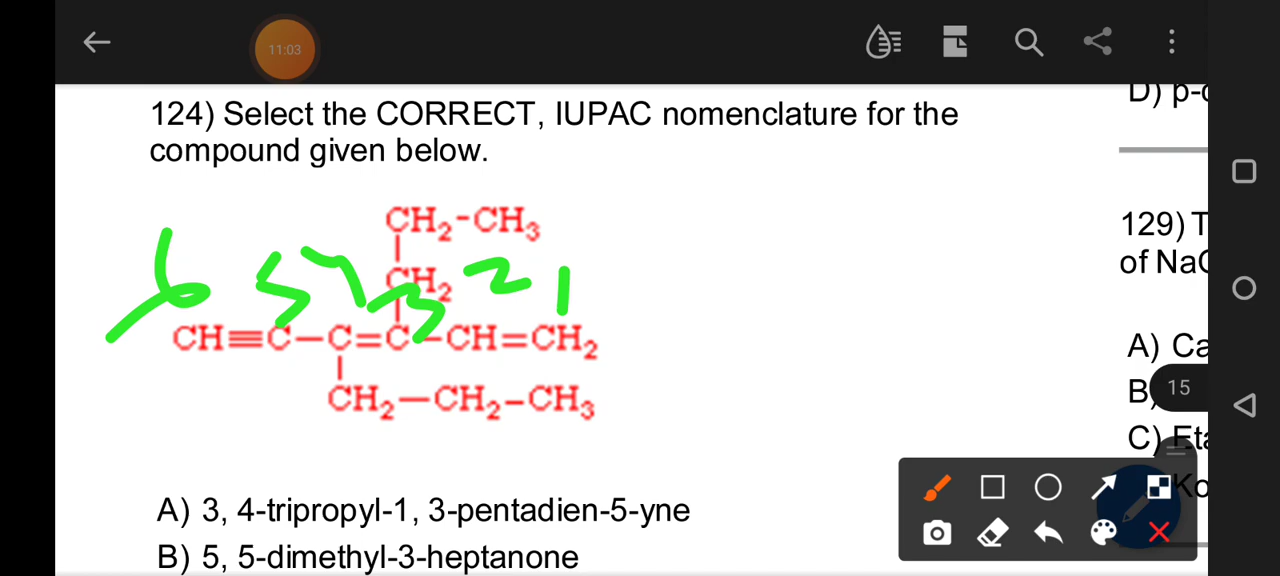 11:03
124) Select the CORRECT, IUPAC nomenclature for the
compound given below.
CH2-CH3
CH2
CH≡C−C=C−CH=CH2
CH2−CH2−CH3
6 5 4 3 2 1
A) 3, 4-tripropyl-1, 3-pentadien-5-yne
B) 5, 5-dimethyl-3-heptanone
D) p-
129) T
of Na
A) Ca
B
15
C)